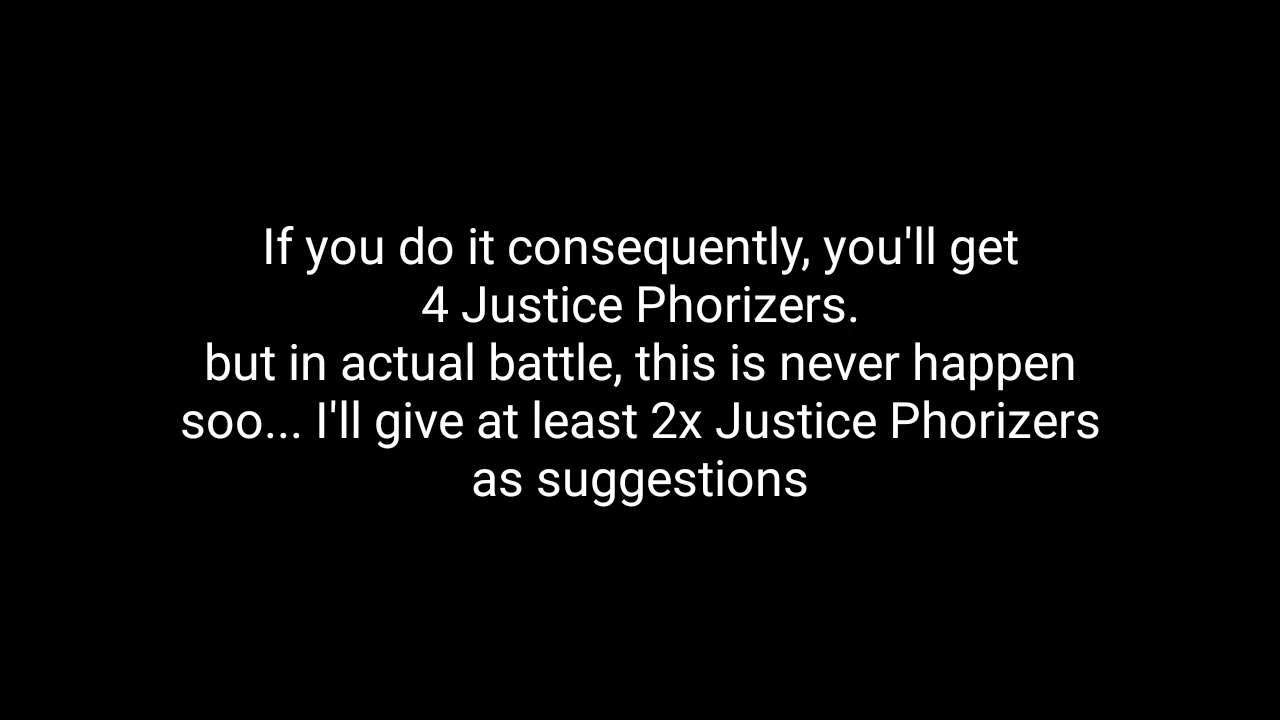 If you do it consequently, you'll get
4 Justice Phorizers.
but in actual battle, this is never happen
soo... I'll give at least 2x Justice Phorizers
as suggestions